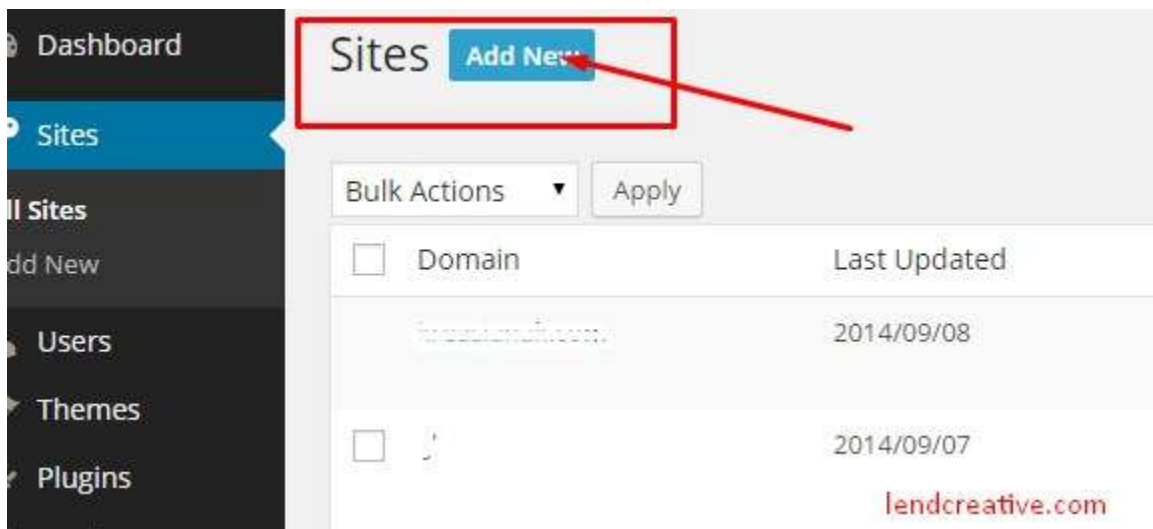 Dashboard
Sites
ll Sites
dd New
Users
Themes
Plugins
Sites Add New
Bulk Actions Apply
Domain Last Updated
2014/09/08
2014/09/07
lendcreative.com